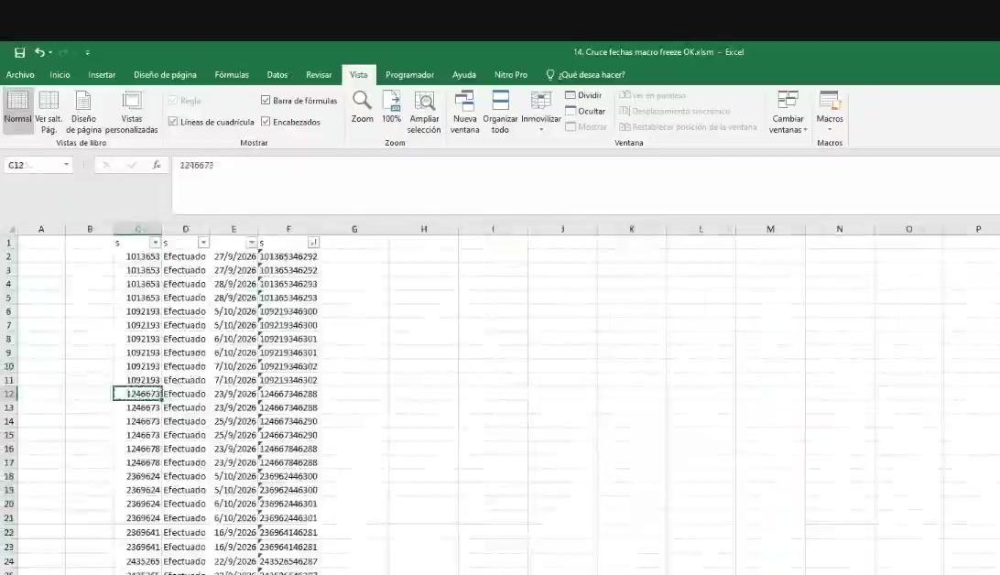 14. Cruce fechas macro freeze OK.xlsm – Excel
Archivo Inicio Insertar Diseño de página Fórmulas Datos Revisar Vista Programador Ayuda Nitro Pro ¿Qué desea hacer?
Regla Barra de fórmulas Dividir Ver en paralelo
Ocultar Desplazamiento sincrónico
Normal Ver salt. Diseño Vistas Líneas de cuadrícula Encabezados Zoom 100% Ampliar Nueva Organizar Inmovilizar Cambiar Macros
Pág. de página personalizadas selección ventana todo Mostrar Restablecer posición de la ventana ventanas
Vistas de libro Mostrar Zoom Ventana Macros
C12 fx 1246673
A B C D E F G H I J K L M N O P
1 s s s
2 1013653 Efectuado 27/9/2026 101365346292
3 1013653 Efectuado 27/9/2026 101365346292
4 1013653 Efectuado 28/9/2026 101365346293
5 1013653 Efectuado 28/9/2026 101365346293
6 1092193 Efectuado 5/10/2026 109219346300
7 1092193 Efectuado 5/10/2026 109219346300
8 1092193 Efectuado 6/10/2026 109219346301
9 1092193 Efectuado 6/10/2026 109219346301
10 1092193 Efectuado 7/10/2026 109219346302
11 1092193 Efectuado 7/10/2026 109219346302
12 1246673 Efectuado 23/9/2026 124667346288
13 1246673 Efectuado 23/9/2026 124667346288
14 1246673 Efectuado 25/9/2026 124667346290
15 1246673 Efectuado 25/9/2026 124667346290
16 1246678 Efectuado 23/9/2026 124667846288
17 1246678 Efectuado 23/9/2026 124667846288
18 2369624 Efectuado 5/10/2026 236962446300
19 2369624 Efectuado 5/10/2026 236962446300
20 2369624 Efectuado 6/10/2026 236962446301
21 2369624 Efectuado 6/10/2026 236962446301
22 2369641 Efectuado 16/9/2026 236964146281
23 2369641 Efectuado 16/9/2026 236964146281
24 2435265 Efectuado 22/9/2026 243526546287